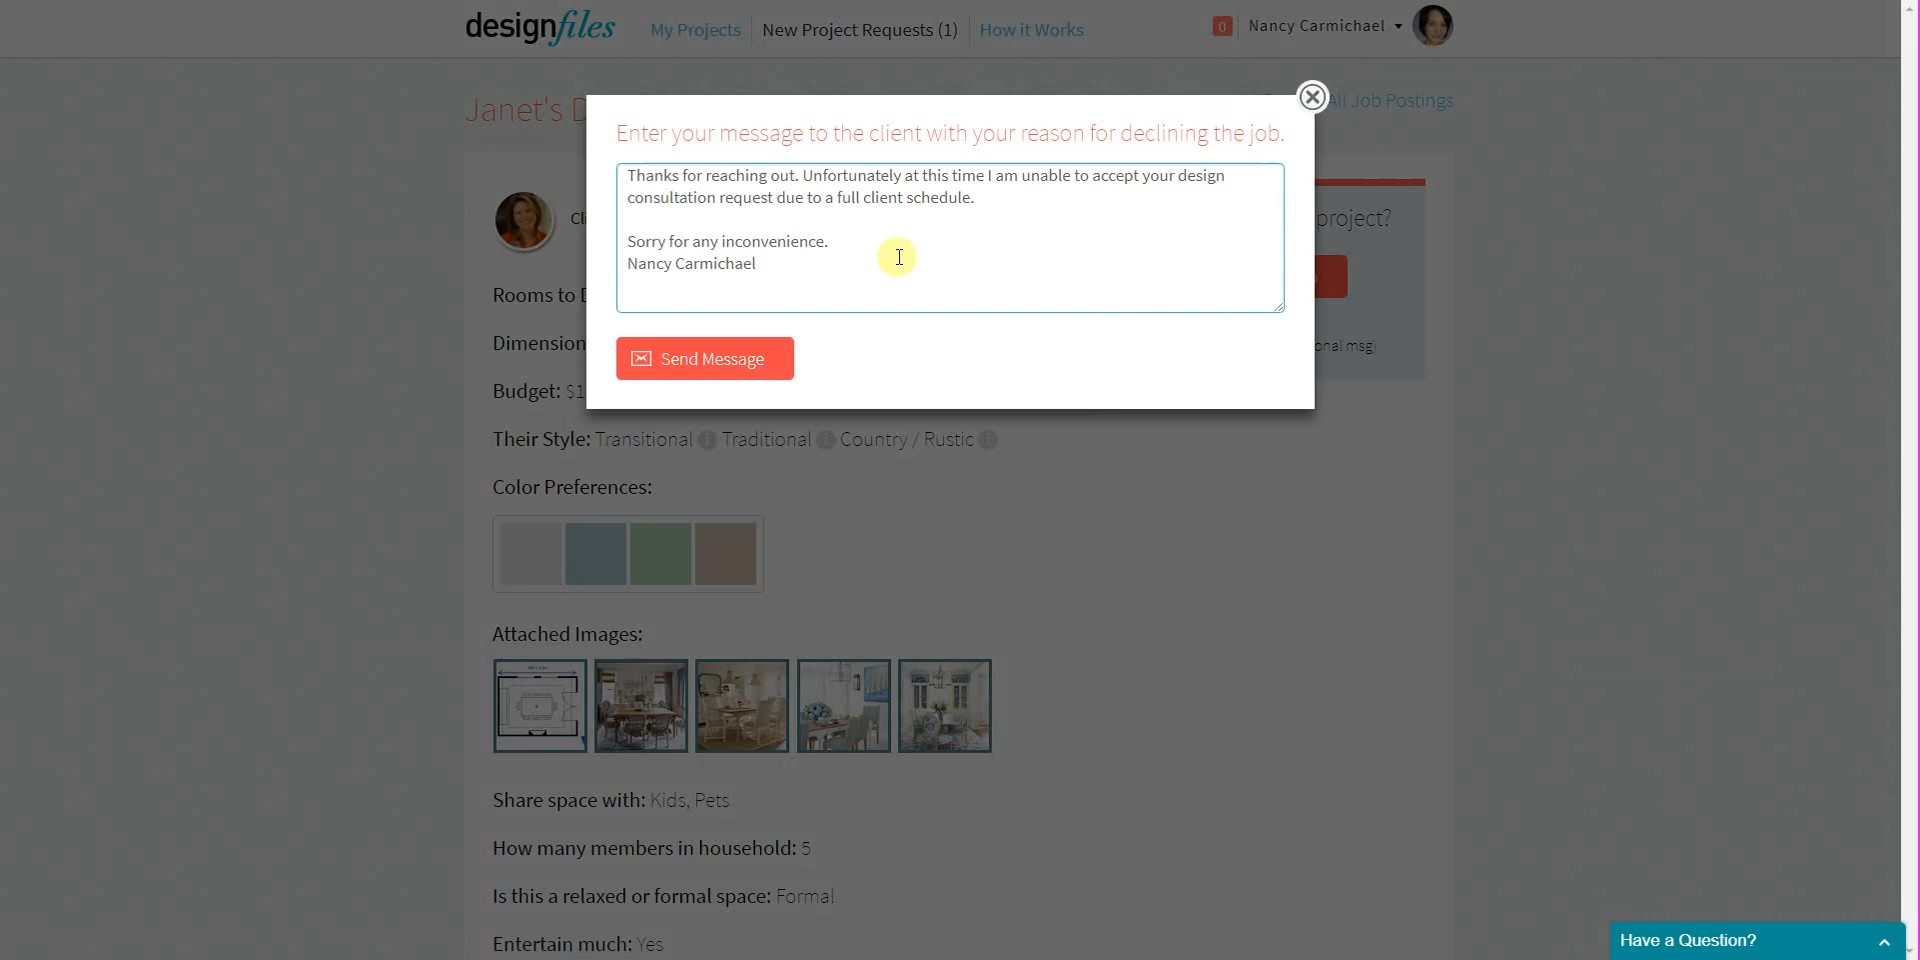 designfiles
My Projects
New Project Requests (1)
How it Works
0
Nancy Carmichael
Janet's
All Job Postings
Enter your message to the client with your reason for declining the job.
Thanks for reaching out. Unfortunately at this time I am unable to accept your design
consultation request due to a full client schedule.
Sorry for any inconvenience.
Nancy Carmichael
Send Message
project?
msg)
Rooms to
Budget:
Their Style: Transitional Traditional Country / Rustic
Color Preferences:
Attached Images:
Share space with: Kids, Pets
How many members in household: 5
Is this a relaxed or formal space: Formal
Entertain much: Yes
Have a Question?